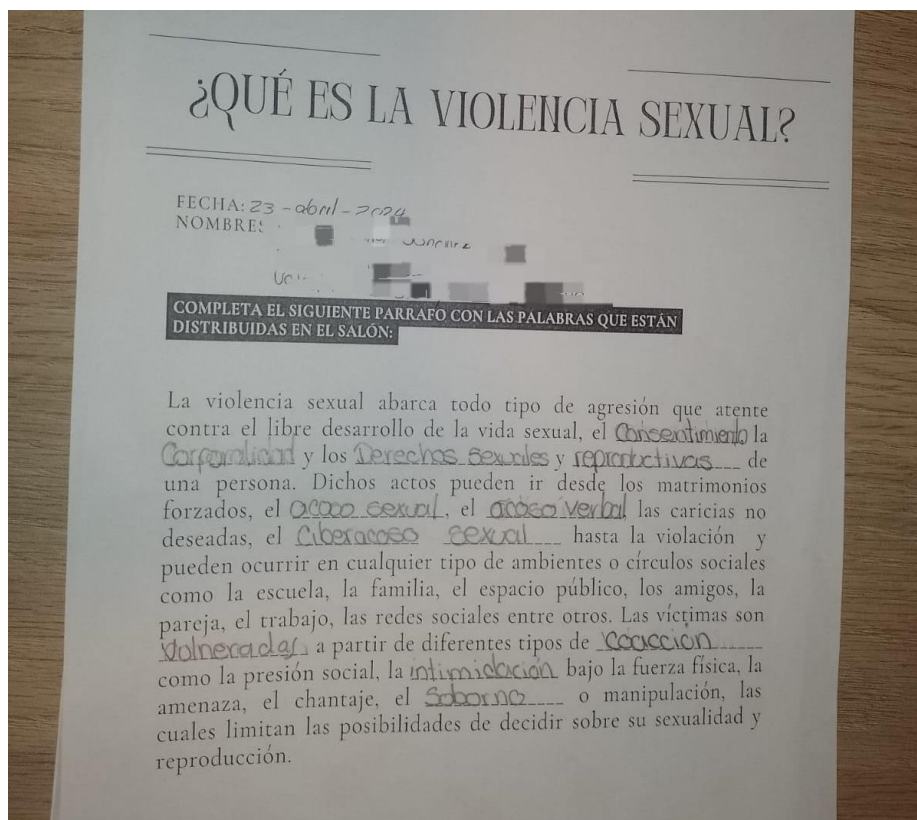 ¿QUÉ ES LA VIOLENCIA SEXUAL?
FECHA: 23 - abril - 2024
NOMBRE:
COMPLETA EL SIGUIENTE PARRAFO CON LAS PALABRAS QUE ESTÁN
DISTRIBUIDAS EN EL SALÓN:
La violencia sexual abarca todo tipo de agresión que atente
contra el libre desarrollo de la vida sexual, el Consentimiento la
Corporalidad y los Derechos Sexuales y reproductivos de
una persona. Dichos actos pueden ir desde los matrimonios
forzados, el acoso sexual, el acoso verbal las caricias no
deseadas, el Ciberacoso sexual hasta la violación y
pueden ocurrir en cualquier tipo de ambientes o círculos sociales
como la escuela, la familia, el espacio público, los amigos, la
pareja, el trabajo, las redes sociales entre otros. Las víctimas son
Vulneradas, a partir de diferentes tipos de Coacción
como la presión social, la intimidación bajo la fuerza física, la
amenaza, el chantaje, el Soborno o manipulación, las
cuales limitan las posibilidades de decidir sobre su sexualidad y
reproducción.